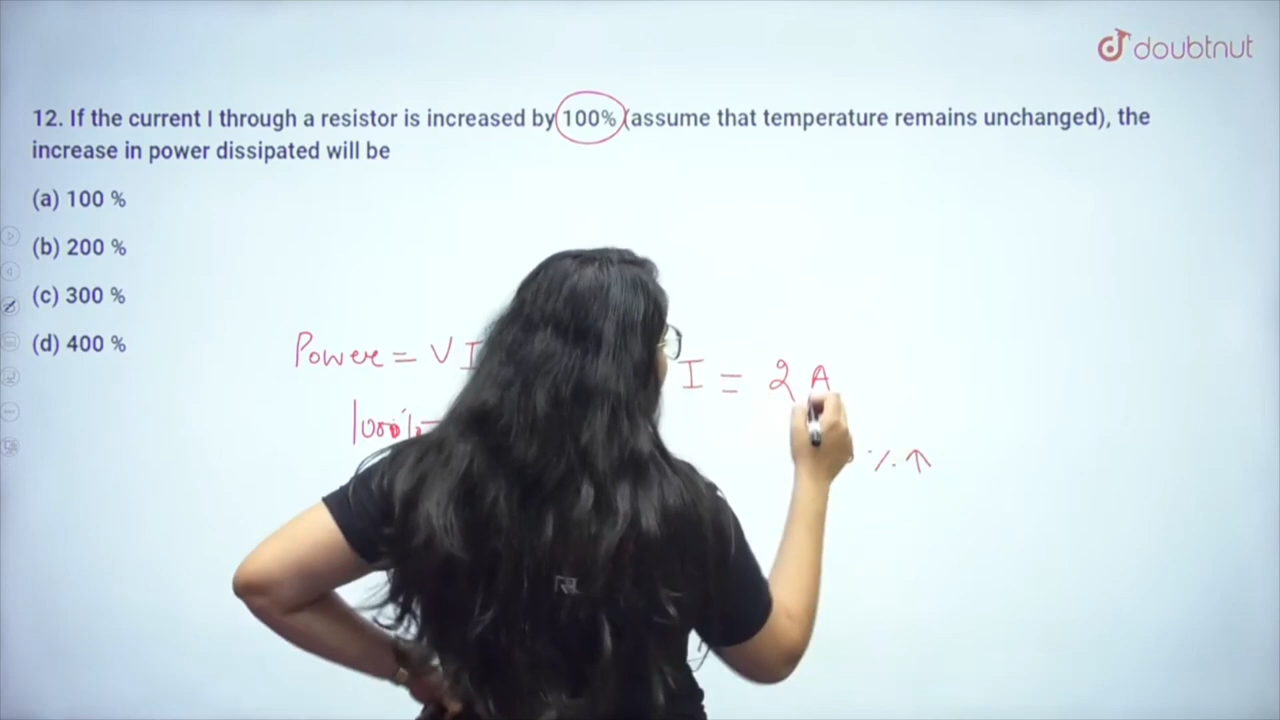 doubtnut
12. If the current I through a resistor is increased by 100% (assume that temperature remains unchanged), the
increase in power dissipated will be
(a) 100 %
(b) 200 %
(c) 300 %
(d) 400 %
Power = V I
I = 2 A
100%
% ↑